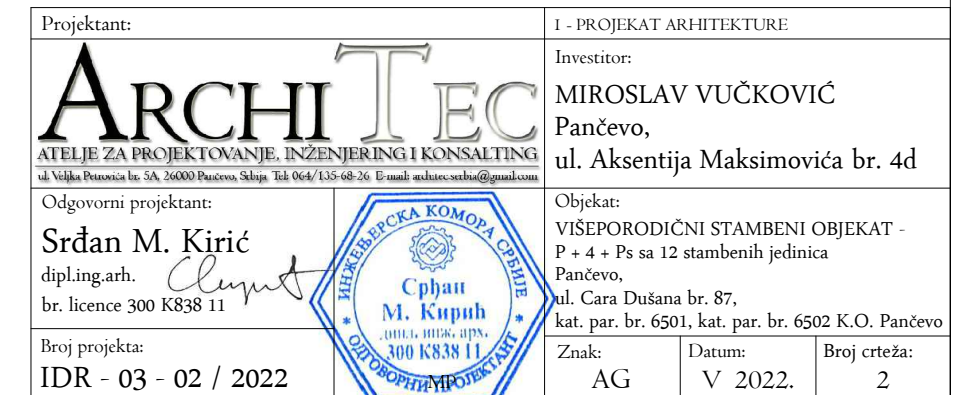 Projektant:
ARCHITEC
ATELJE ZA PROJEKTOVANJE, INŽENJERING I KONSALTING
ul. Veljka Petrovića br. 5A, 26000 Pančevo, Srbija Tel: 064/135-68-26 E-mail: architec.serbia@gmail.com
I - PROJEKAT ARHITEKTURE
Investitor:
MIROSLAV VUČKOVIĆ
Pančevo,
ul. Aksentija Maksimovića br. 4d
Odgovorni projektant:
Srđan M. Kirić
dipl.ing.arh.
br. licence 300 K838 11
ИНЖЕЊЕРСКА КОМОРА СРБИЈЕ
Срђан
М. Кирић
дипл. инж. арх.
300 K838 11
ОДГОВОРНИ ПРОЈЕКТАНТ
MP
Objekat:
VIŠEPORODIČNI STAMBENI OBJEKAT -
P + 4 + Ps sa 12 stambenih jedinica
Pančevo,
ul. Cara Dušana br. 87,
kat. par. br. 6501, kat. par. br. 6502 K.O. Pančevo
Broj projekta:
IDR - 03 - 02 / 2022
Znak:
AG
Datum:
V 2022.
Broj crteža:
2